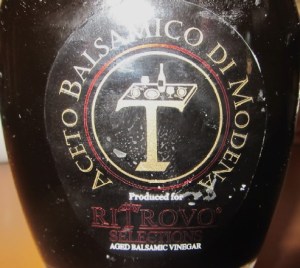 ACETO BALSAMICO DI MODENA
T
Produced for
RITROVO®
SELECTIONS
AGED BALSAMIC VINEGAR